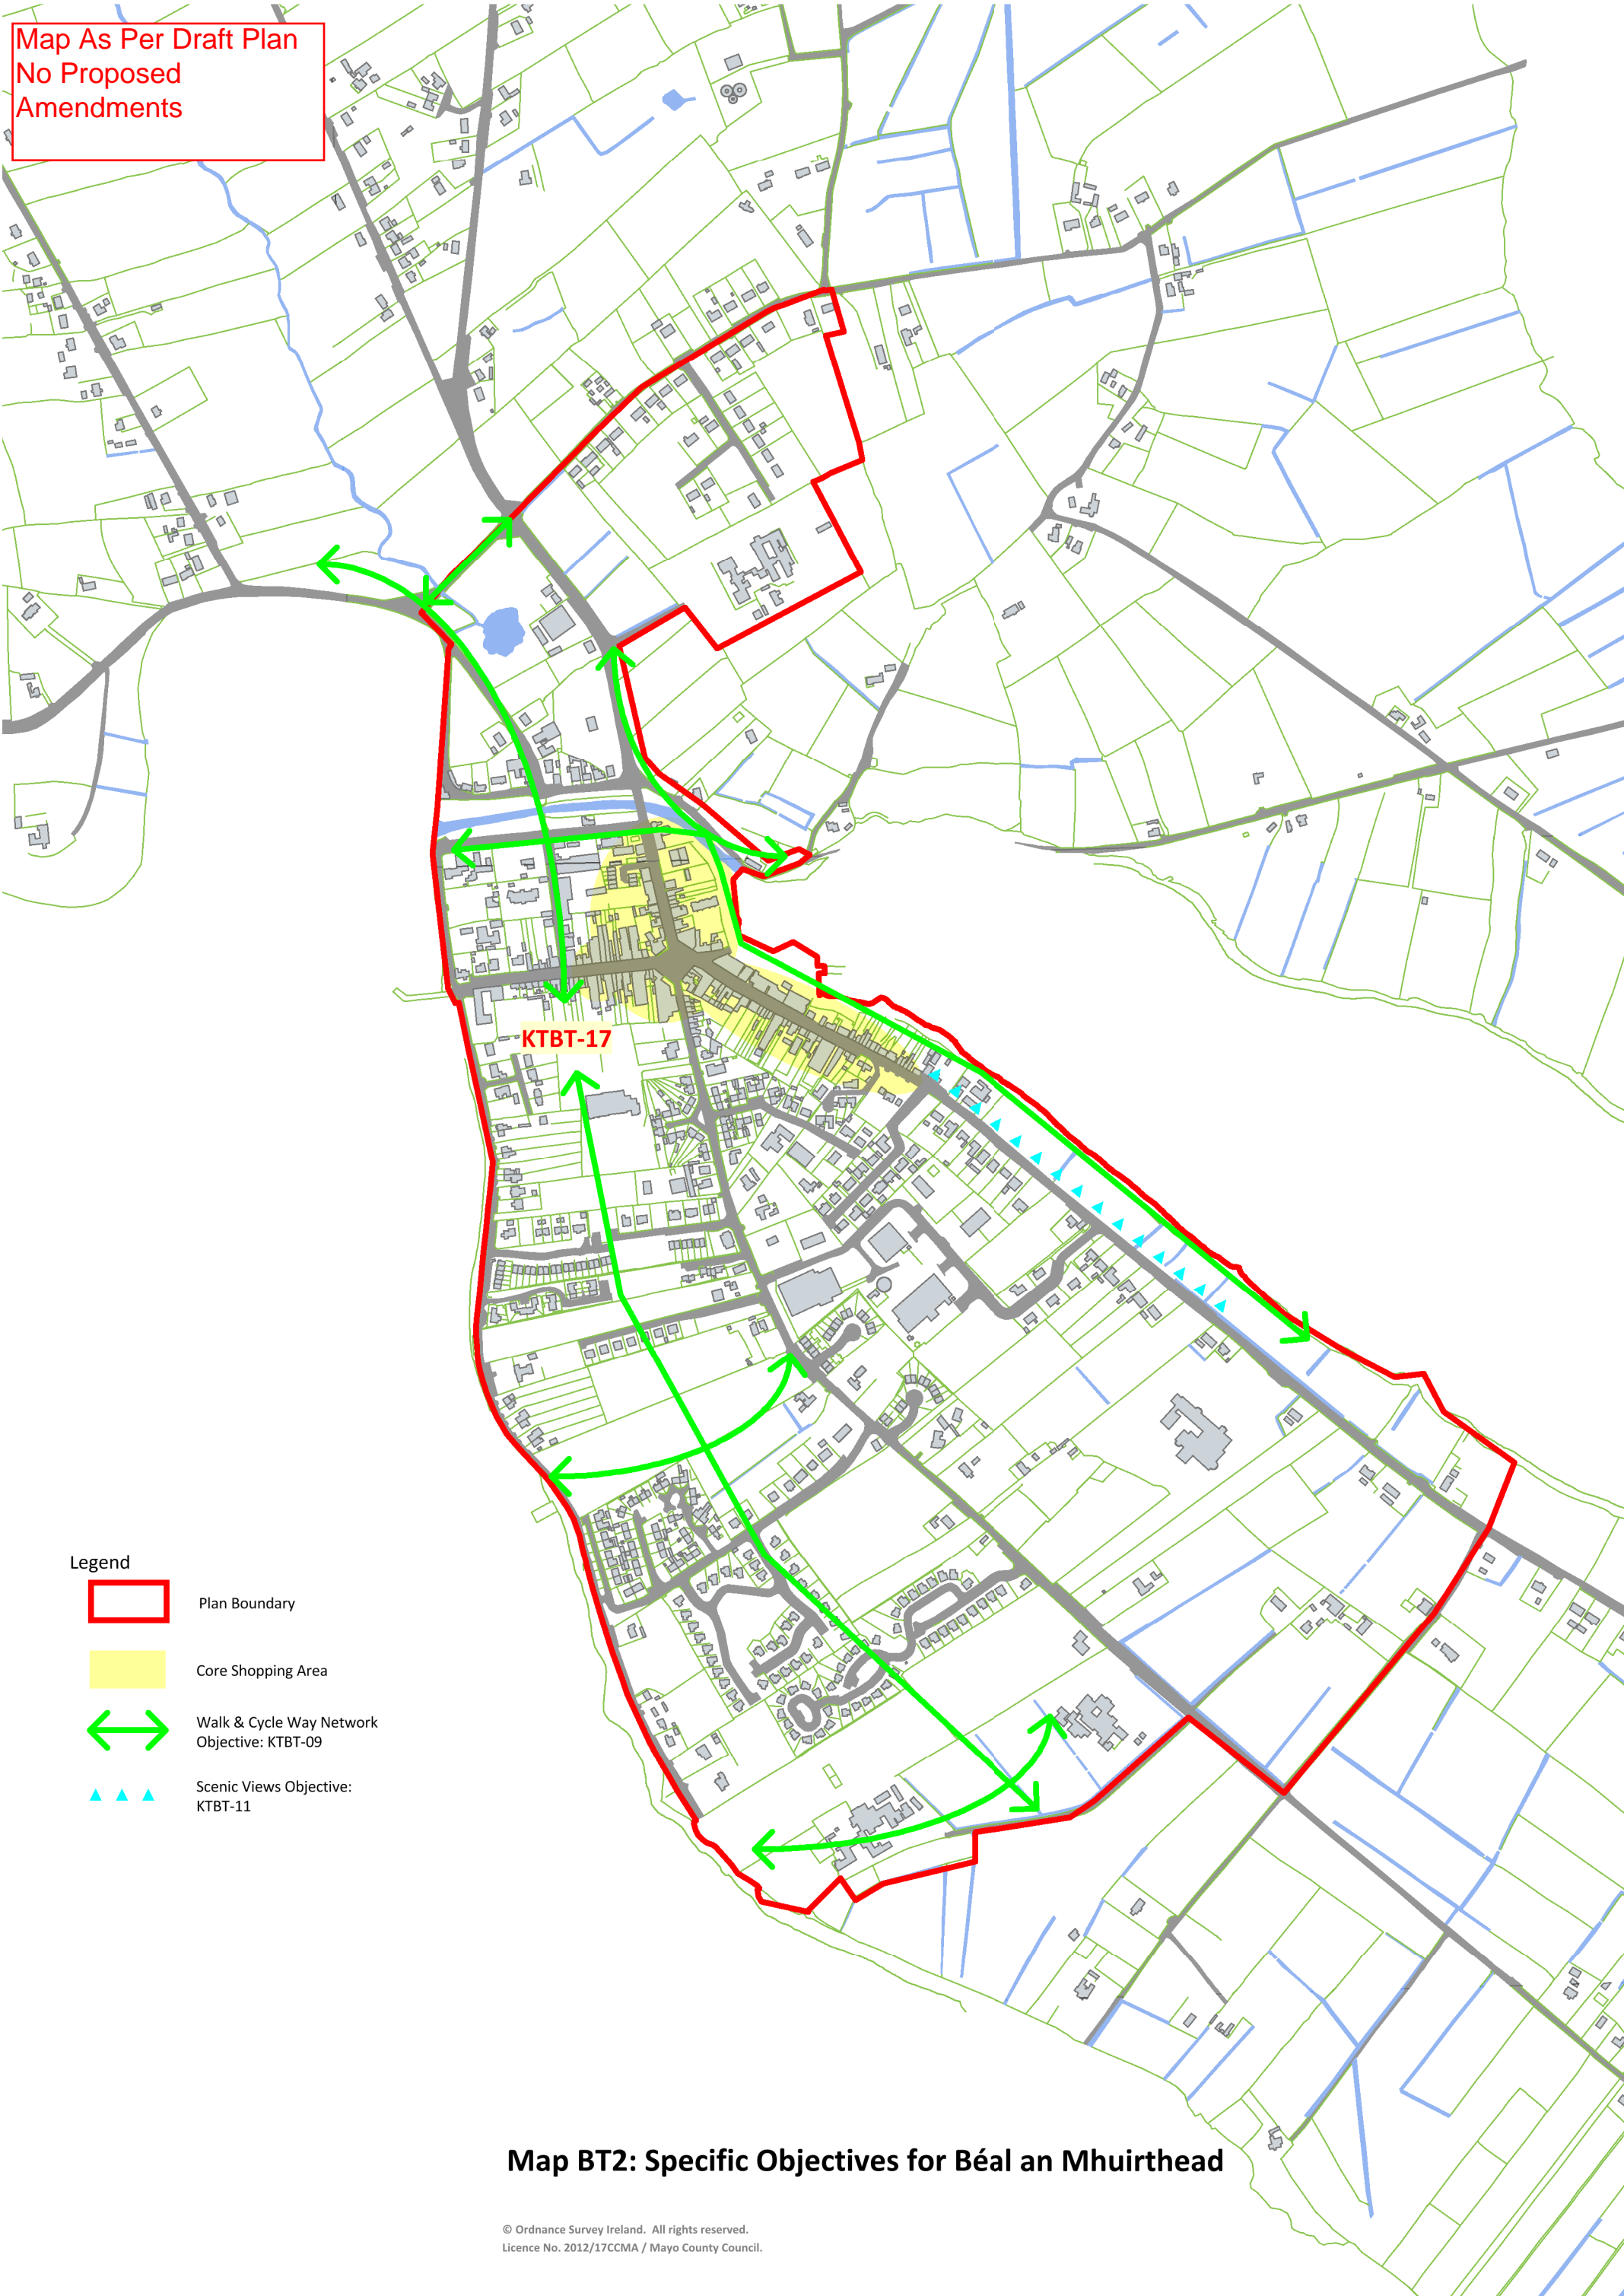 Map As Per Draft Plan
No Proposed
Amendments
KTBT-17
Legend
Plan Boundary
Core Shopping Area
Walk & Cycle Way Network
Objective: KTBT-09
Scenic Views Objective:
KTBT-11
Map BT2: Specific Objectives for Béal an Mhuirthead
© Ordnance Survey Ireland. All rights reserved.
Licence No. 2012/17CCMA / Mayo County Council.